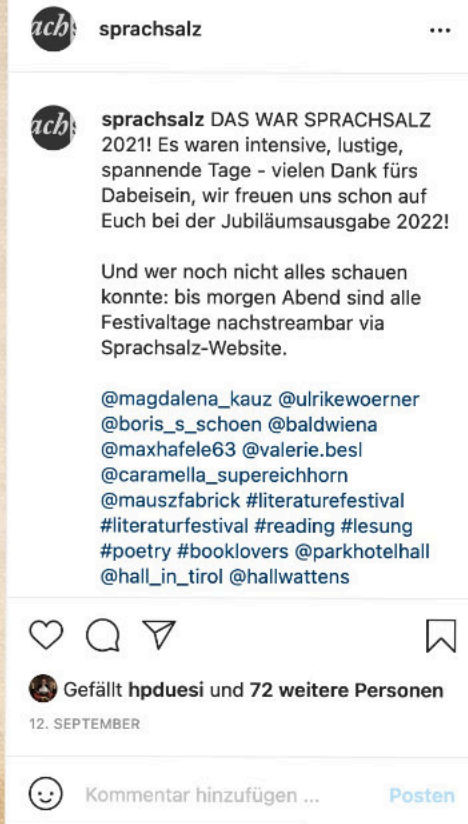 ach
sprachsalz
ach
sprachsalz DAS WAR SPRACHSALZ
2021! Es waren intensive, lustige,
spannende Tage - vielen Dank fürs
Dabeisein, wir freuen uns schon auf
Euch bei der Jubiläumsausgabe 2022!
Und wer noch nicht alles schauen
konnte: bis morgen Abend sind alle
Festivaltage nachstreambar via
Sprachsalz-Website.
@magdalena_kauz @ulrikewoerner
@boris_s_schoen @baldwiena
@maxhafele63 @valerie.besl
@caramella_supereichhorn
@mauszfabrick #literaturefestival
#literaturfestival #reading #lesung
#poetry #booklovers @parkhotelhall
@hall_in_tirol @hallwattens
Gefällt hpduesi und 72 weitere Personen
12. SEPTEMBER
Kommentar hinzufügen ... Posten